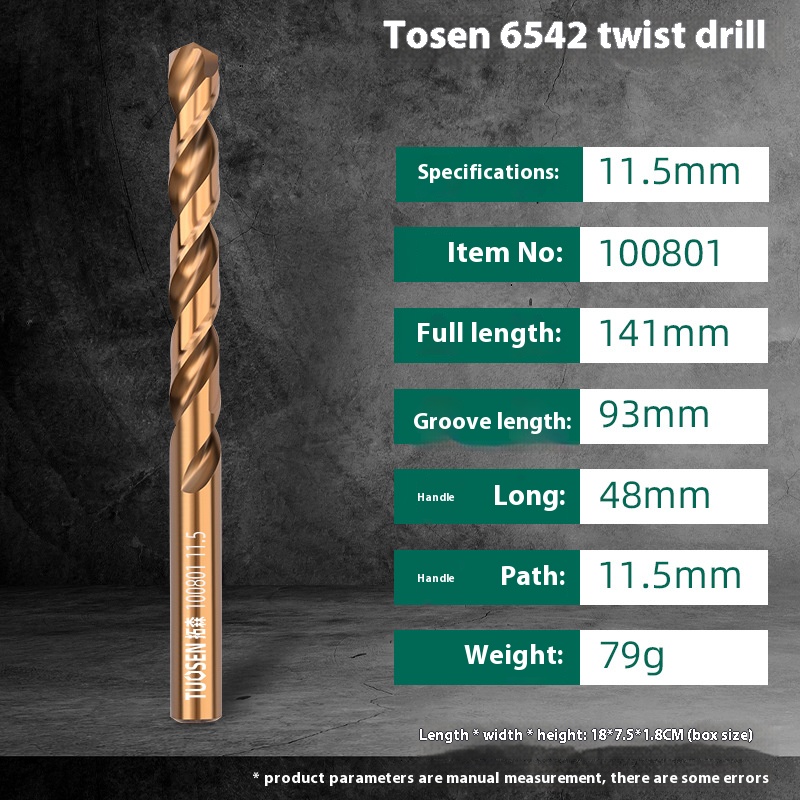 Tosen 6542 twist drill
Specifications: 11.5mm
Item No: 100801
Full length: 141mm
Groove length: 93mm
Handle Long: 48mm
Handle Path: 11.5mm
Weight: 79g
TUOSEN 拓森 100801 11.5
Length * width * height: 18*7.5*1.8CM (box size)
* product parameters are manual measurement, there are some errors